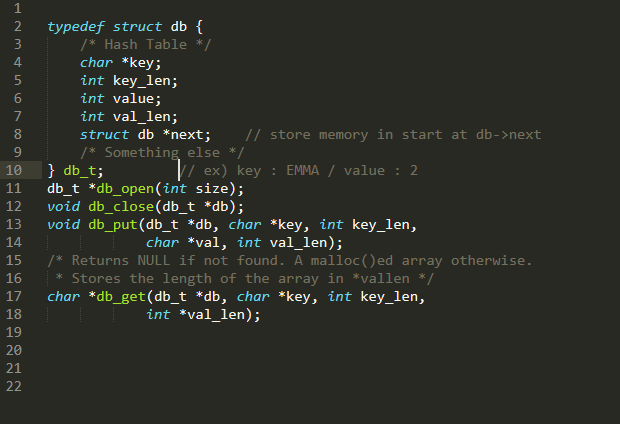 1
2 typedef struct db {
3 /* Hash Table */
4 char *key;
5 int key_len;
6 int value;
7 int val_len;
8 struct db *next; // store memory in start at db->next
9 /* Something else */
10 } db_t; // ex) key : EMMA / value : 2
11 db_t *db_open(int size);
12 void db_close(db_t *db);
13 void db_put(db_t *db, char *key, int key_len,
14 char *val, int val_len);
15 /* Returns NULL if not found. A malloc()ed array otherwise.
16 * Stores the length of the array in *vallen */
17 char *db_get(db_t *db, char *key, int key_len,
18 int *val_len);
19
20
21
22